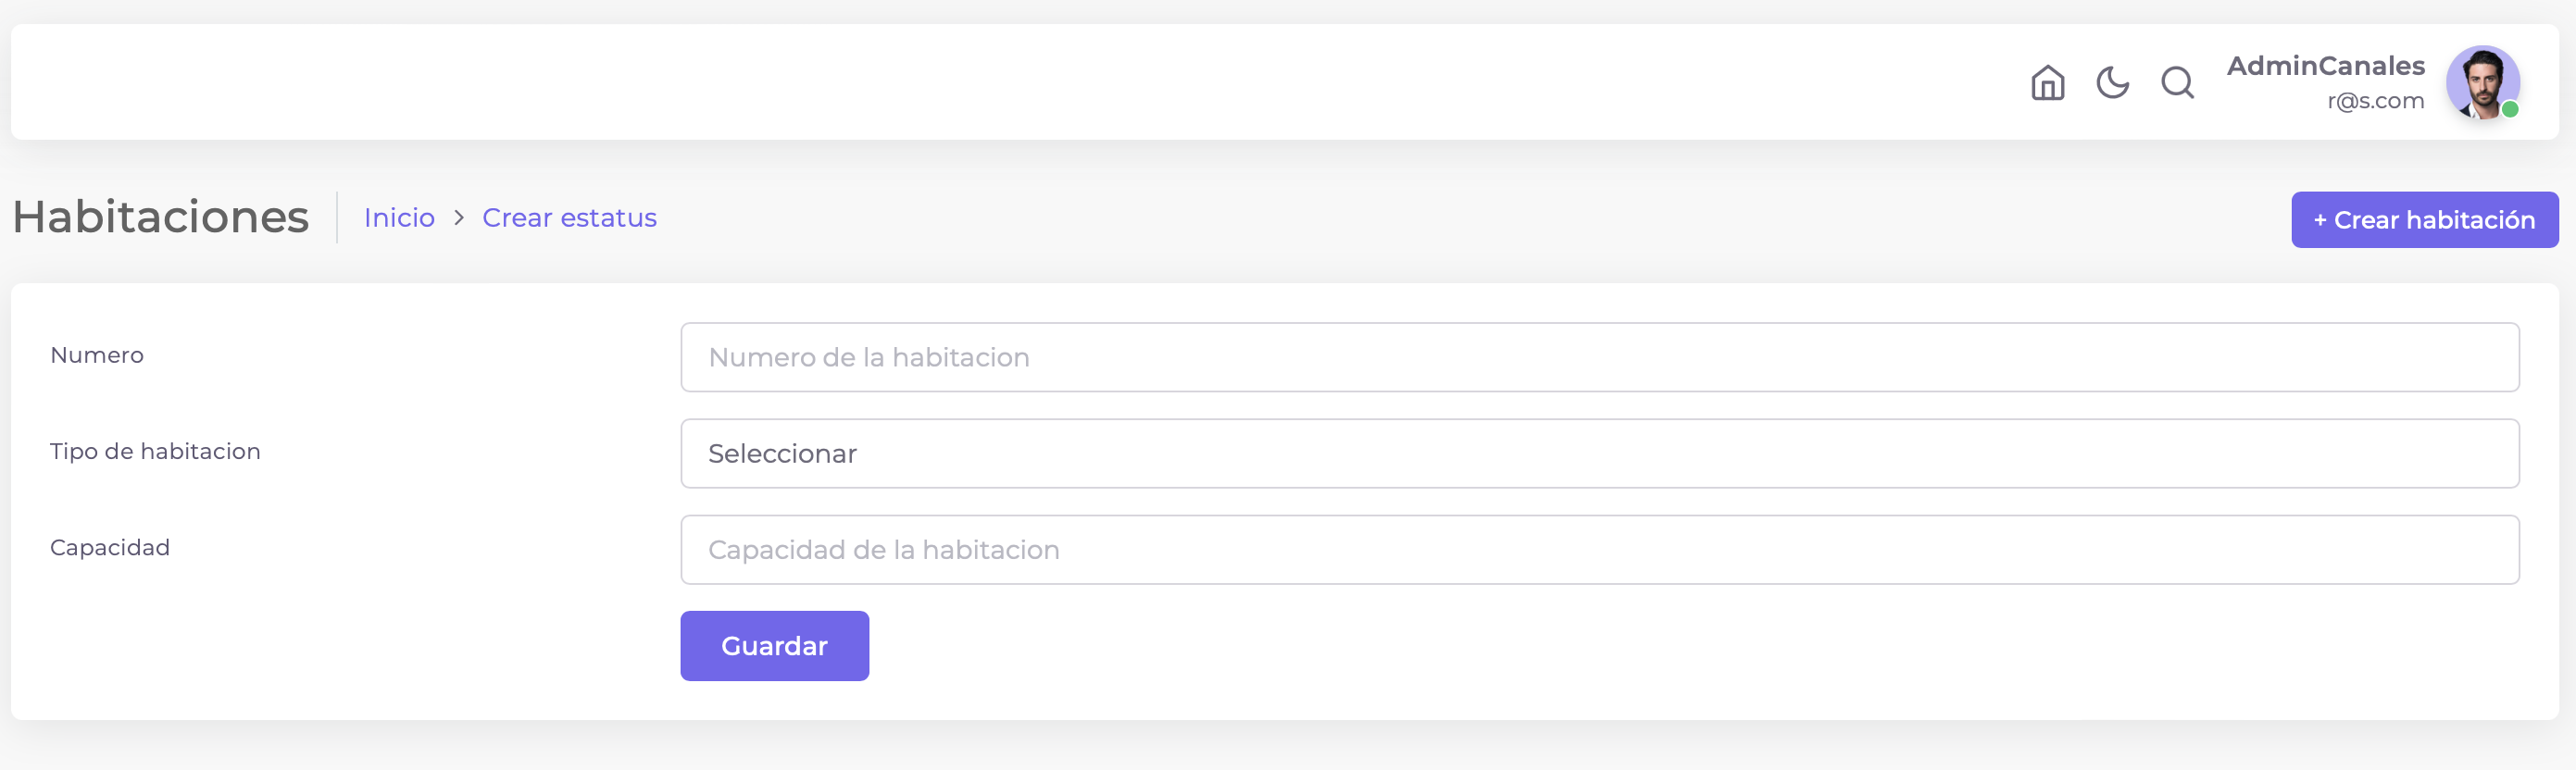 AdminCanales
r@s.com
Habitaciones
Inicio > Crear estatus
+ Crear habitación
Numero
Numero de la habitacion
Tipo de habitacion
Seleccionar
Capacidad
Capacidad de la habitacion
Guardar